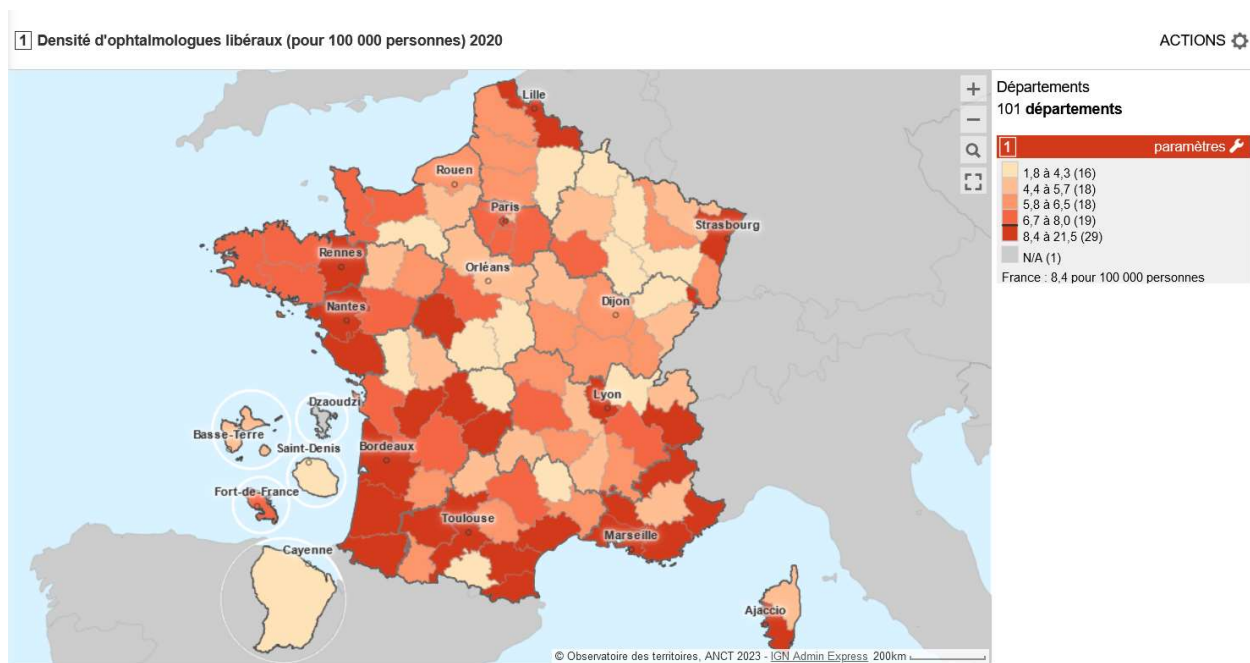 1 Densité d'ophtalmologues libéraux (pour 100 000 personnes) 2020
ACTIONS
Départements
101 départements
1 paramètres
1,8 à 4,3 (16)
4,4 à 5,7 (18)
5,8 à 6,5 (18)
6,7 à 8,0 (19)
8,4 à 21,5 (29)
N/A (1)
France : 8,4 pour 100 000 personnes
Lille
Rouen
Paris
Strasbourg
Rennes
Orléans
Nantes
Dijon
Dzaoudzi
Lyon
Basse-Terre
Saint-Denis
Bordeaux
Fort-de-France
Toulouse
Marseille
Cayenne
Ajaccio
© Observatoire des territoires, ANCT 2023 - IGN Admin Express 200km